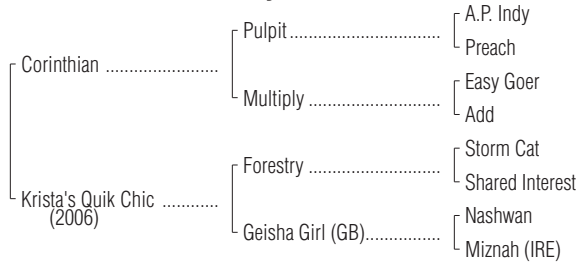 A.P. Indy
Pulpit
Preach
Corinthian
Easy Goer
Multiply
Add
Storm Cat
Forestry
Shared Interest
Krista's Quik Chic
(2006)
Nashwan
Geisha Girl (GB)
Miznah (IRE)